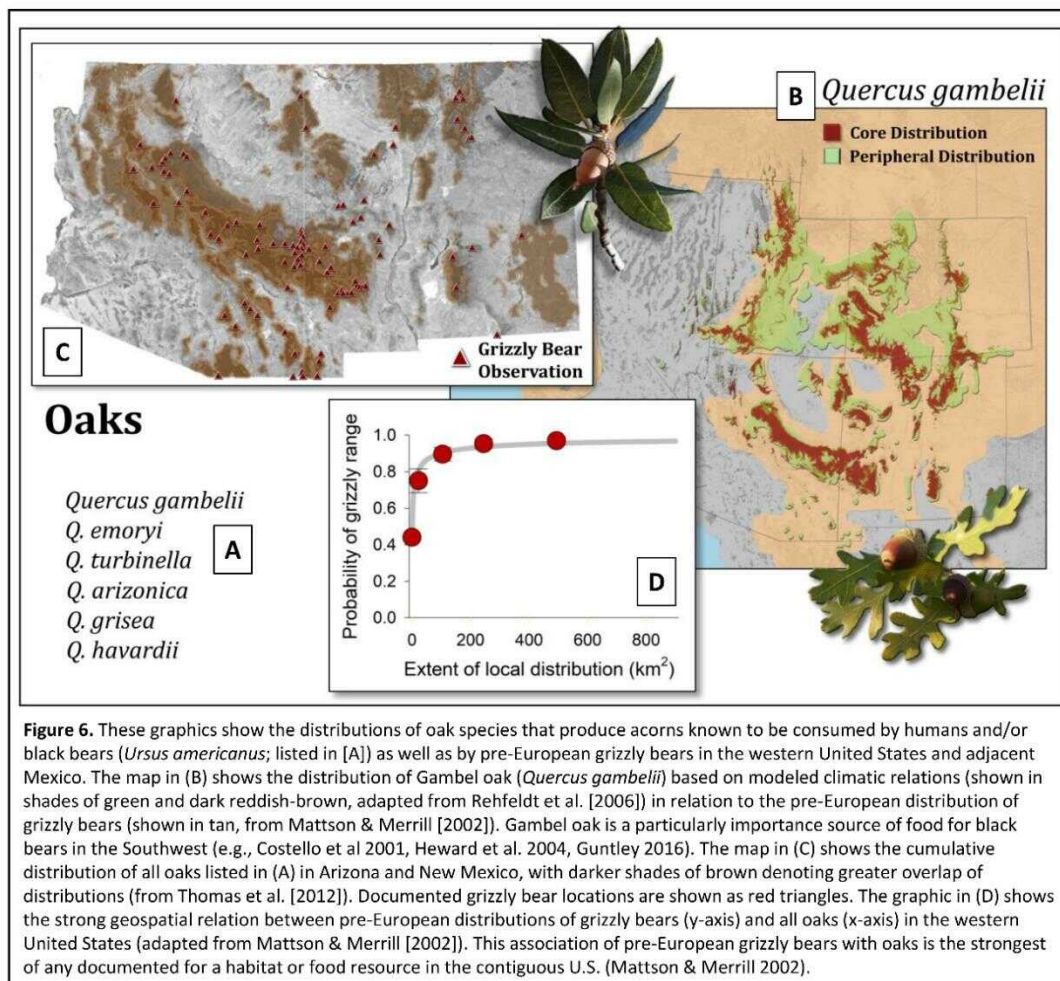 B
Quercus gambelii
Core Distribution
Peripheral Distribution
C
Grizzly Bear
Observation
Oaks
Quercus gambelii
Q. emoryi
Q. turbinella
Q. arizonica
Q. grisea
Q. havardii
A
Probability of grizzly range
1.0
0.8
0.6
0.4
0.2
0.0
0
200
400
600
800
Extent of local distribution (km²)
D
Figure 6. These graphics show the distributions of oak species that produce acorns known to be consumed by humans and/or
black bears (Ursus americanus; listed in [A]) as well as by pre-European grizzly bears in the western United States and adjacent
Mexico. The map in (B) shows the distribution of Gambel oak (Quercus gambelii) based on modeled climatic relations (shown in
shades of green and dark reddish-brown, adapted from Rehfeldt et al. [2006]) in relation to the pre-European distribution of
grizzly bears (shown in tan, from Mattson & Merrill [2002]). Gambel oak is a particularly importance source of food for black
bears in the Southwest (e.g., Costello et al 2001, Heward et al. 2004, Guntley 2016). The map in (C) shows the cumulative
distribution of all oaks listed in (A) in Arizona and New Mexico, with darker shades of brown denoting greater overlap of
distributions (from Thomas et al. [2012]). Documented grizzly bear locations are shown as red triangles. The graphic in (D) shows
the strong geospatial relation between pre-European distributions of grizzly bears (y-axis) and all oaks (x-axis) in the western
United States (adapted from Mattson & Merrill [2002]). This association of pre-European grizzly bears with oaks is the strongest
of any documented for a habitat or food resource in the contiguous U.S. (Mattson & Merrill 2002).